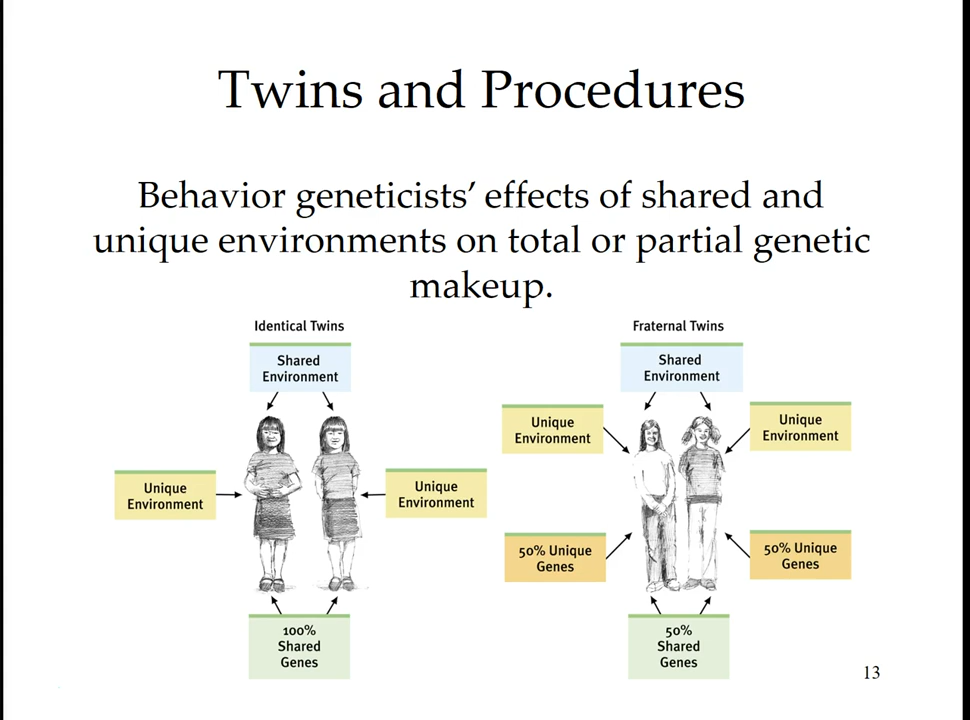 Twins and Procedures
Behavior geneticists’ effects of shared and
unique environments on total or partial genetic
makeup.
Identical Twins
Shared
Environment
Unique
Environment
Unique
Environment
100%
Shared
Genes
Fraternal Twins
Shared
Environment
Unique
Environment
Unique
Environment
50% Unique
Genes
50% Unique
Genes
50%
Shared
Genes
13